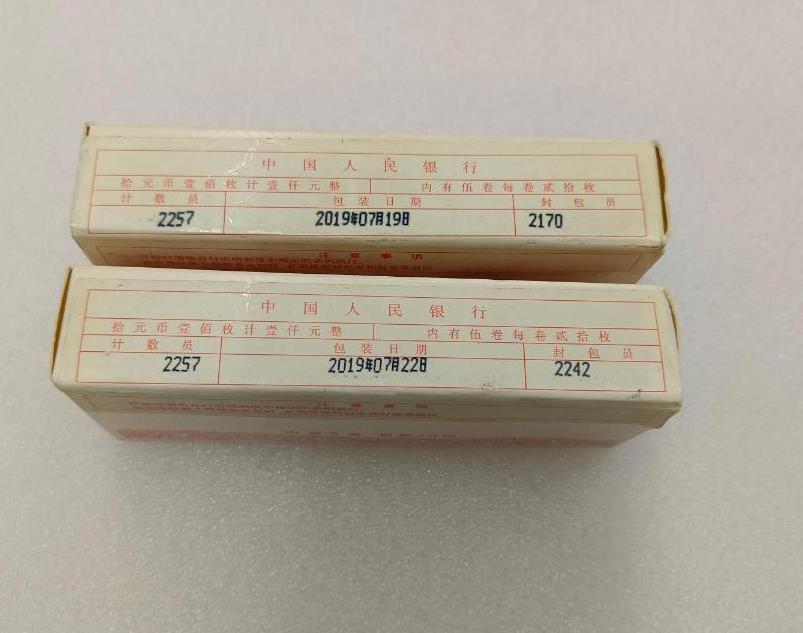 中国人民银行
拾元币壹佰枚计壹仟元整 内有伍卷每卷贰拾枚
计数员 包装日期 封包员
2257 2019年07月19日 2170
注意事项
中国人民银行
拾元币壹佰枚计壹仟元整 内有伍卷每卷贰拾枚
计数员 包装日期 封包员
2257 2019年07月22日 2242
注意事项